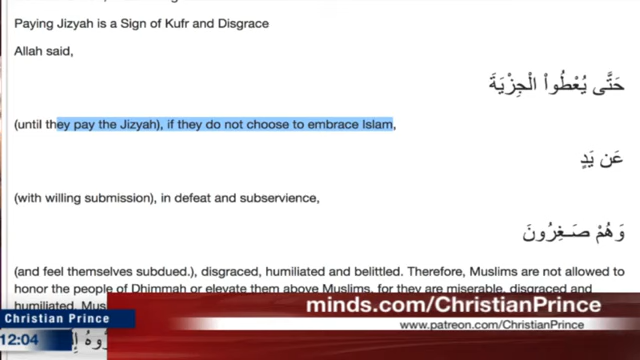 Paying Jizyah is a Sign of Kufr and Disgrace
Allah said,
حَتَّى يُعْطُواْ الْجِزْيَةَ
(until they pay the Jizyah), if they do not choose to embrace Islam,
عَن يَدٍ
(with willing submission), in defeat and subservience,
وَهُمْ صَـغِرُونَ
(and feel themselves subdued.), disgraced, humiliated and belittled. Therefore, Muslims are not allowed to
honor the people of Dhimmah or elevate them above Muslims, for they are miserable, disgraced and
humiliated. Mus
minds.com/ChristianPrince
Christian Prince
www.patreon.com/ChristianPrince
12:04